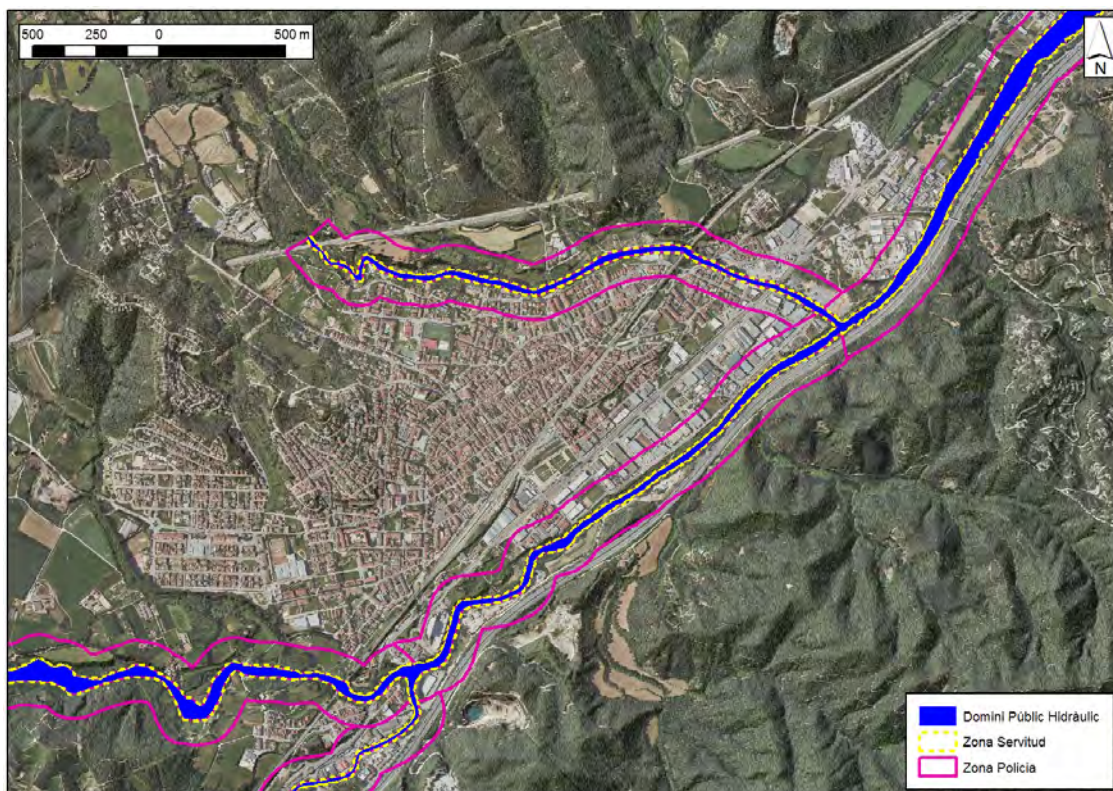 500 250 0 500 m
N
Domini Públic Hidràulic
Zona Servitud
Zona Policia